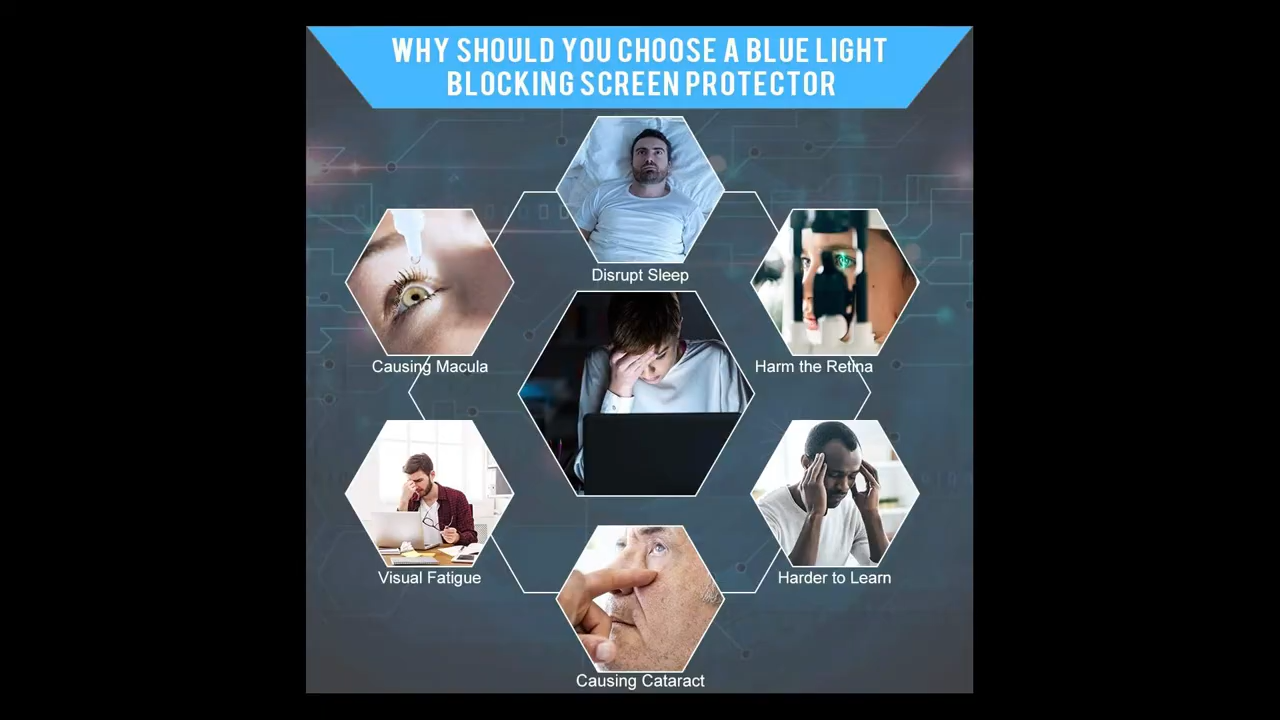 WHY SHOULD YOU CHOOSE A BLUE LIGHT
BLOCKING SCREEN PROTECTOR
Disrupt Sleep
Causing Macula
Harm the Retina
Visual Fatigue
Harder to Learn
Causing Cataract